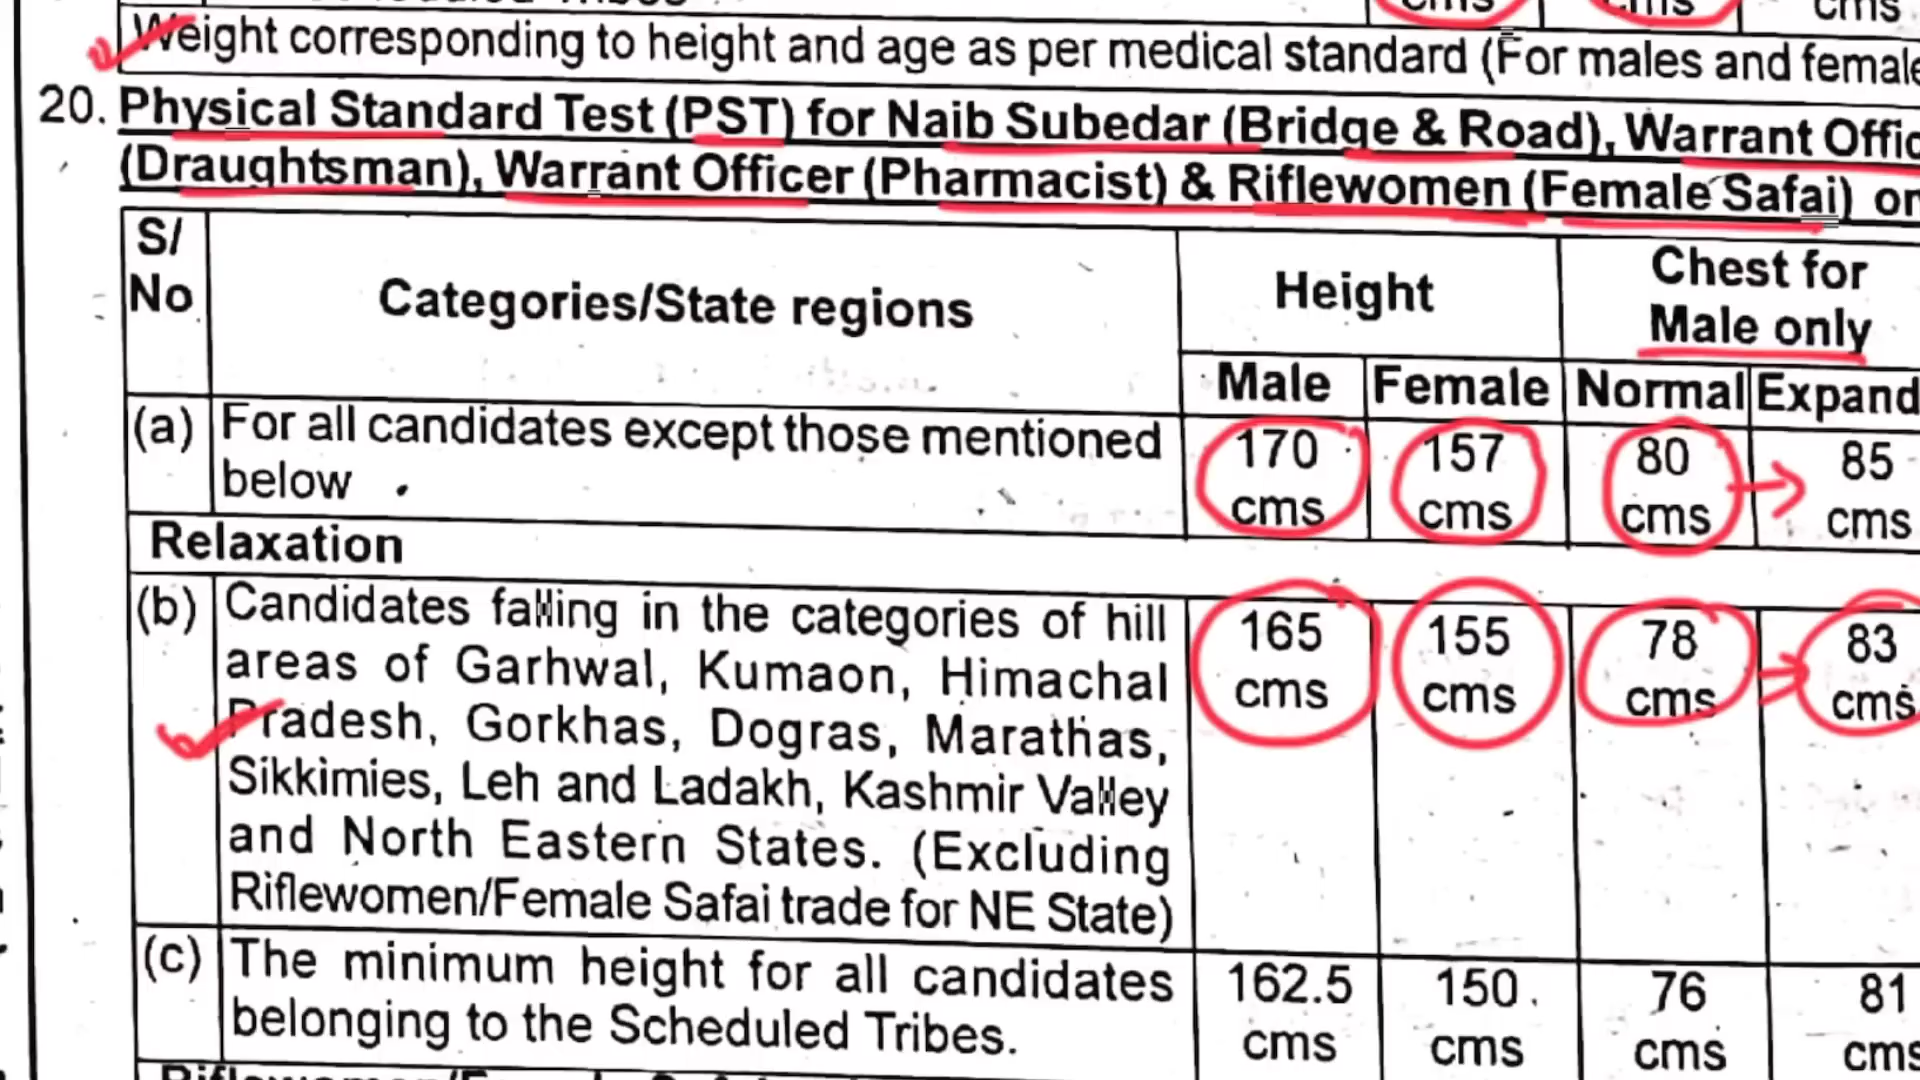 cms cms cms
Weight corresponding to height and age as per medical standard (For males and female
20. Physical Standard Test (PST) for Naib Subedar (Bridge & Road), Warrant Offic
(Draughtsman), Warrant Officer (Pharmacist) & Riflewomen (Female Safai) on
S/ No Categories/State regions Height Chest for Male only
Male Female Normal Expand
(a) For all candidates except those mentioned 170 157 80 85
below cms cms cms cms
Relaxation
(b) Candidates falling in the categories of hill 165 155 78 83
areas of Garhwal, Kumaon, Himachal cms cms cms cms
Pradesh, Gorkhas, Dogras, Marathas,
Sikkimies, Leh and Ladakh, Kashmir Valley
and North Eastern States. (Excluding
Riflewomen/Female Safai trade for NE State)
(c) The minimum height for all candidates 162.5 150 76 81
belonging to the Scheduled Tribes. cms cms cms cms